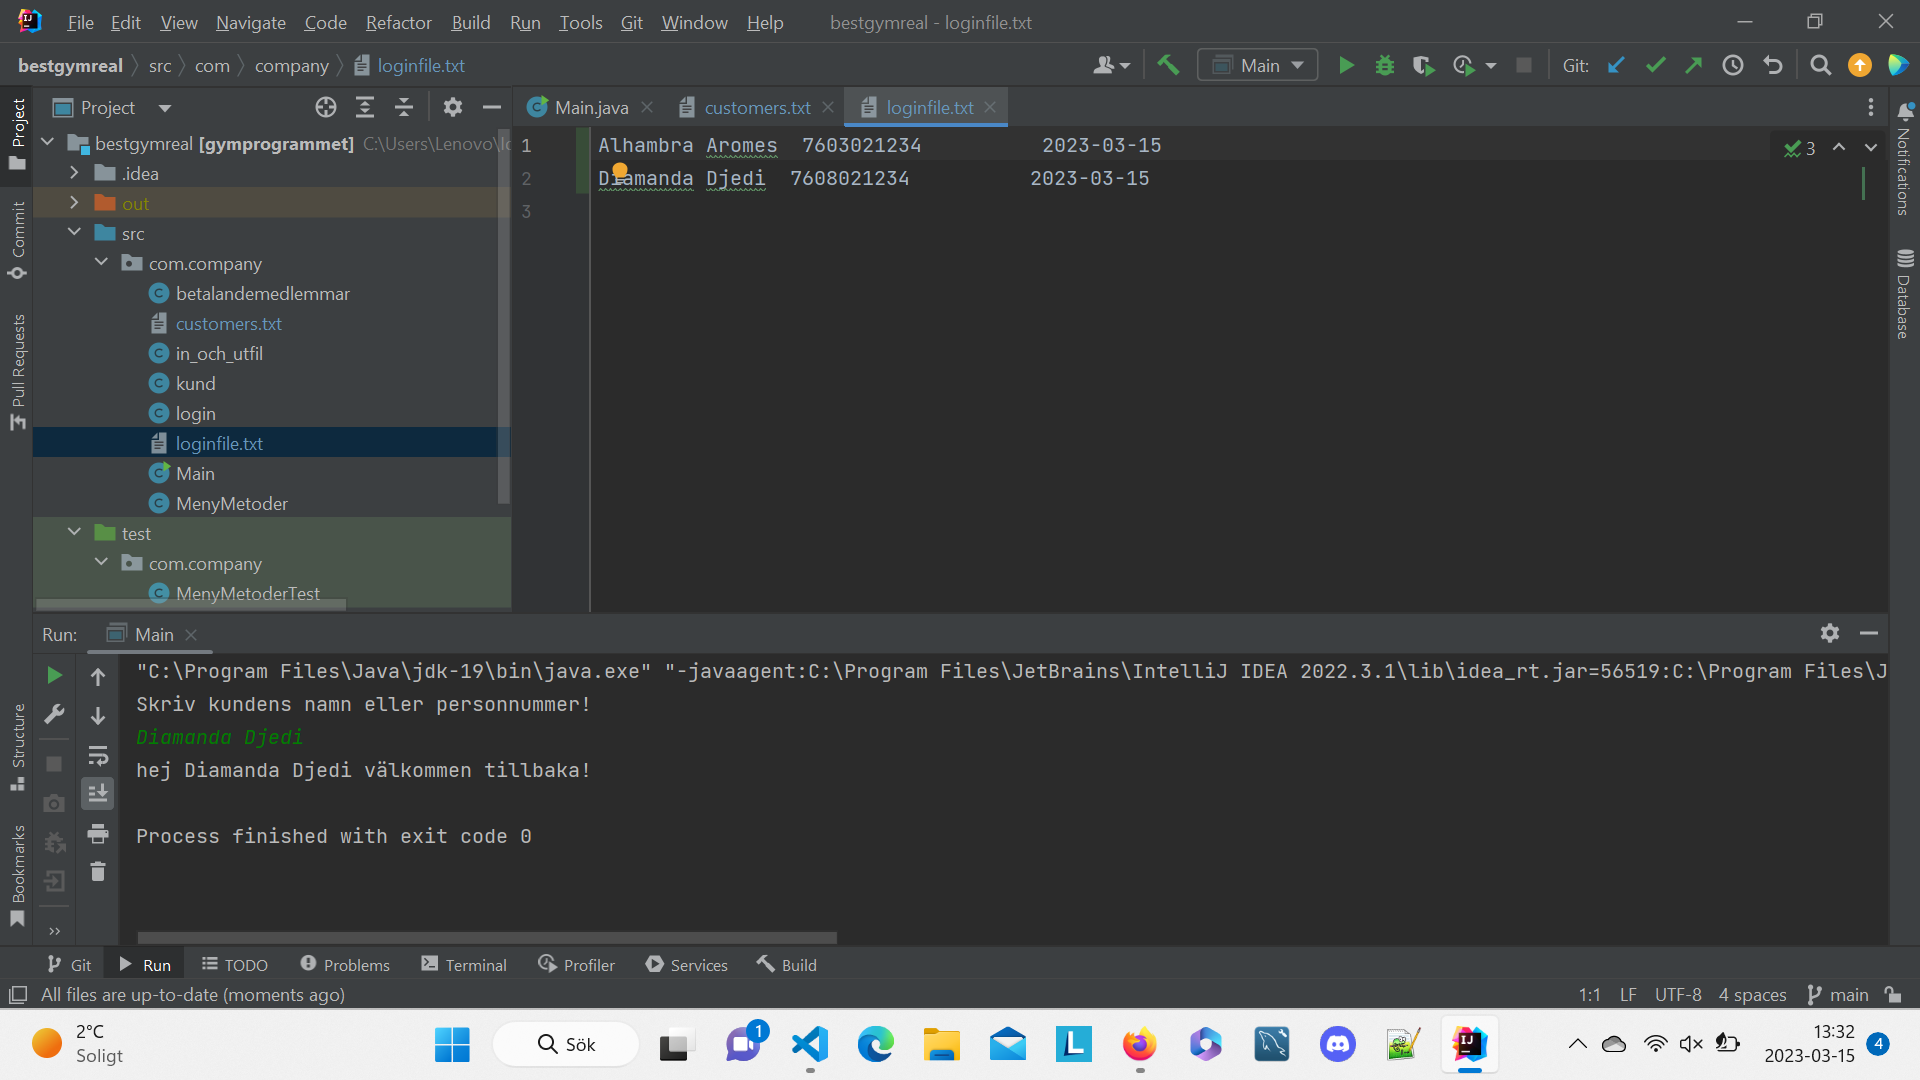 File Edit View Navigate Code Refactor Build Run Tools Git Window Help bestgymreal - loginfile.txt
bestgymreal src com company loginfile.txt Main Git:
Project Main.java customers.txt loginfile.txt
bestgymreal [gymprogrammet] C:\Users\Lenovo\
.idea
out
src
com.company
betalandemedlemmar
customers.txt
in_och_utfil
kund
login
loginfile.txt
Main
MenyMetoder
test
com.company
MenyMetoderTest
1 Alhambra Aromes 7603021234 2023-03-15
2 Diamanda Djedi 7608021234 2023-03-15
3
3
Project
Commit
Pull Requests
Structure
Bookmarks
Notifications
Database
Run: Main
"C:\Program Files\Java\jdk-19\bin\java.exe" "-javaagent:C:\Program Files\JetBrains\IntelliJ IDEA 2022.3.1\lib\idea_rt.jar=56519:C:\Program Files\J
Skriv kundens namn eller personnummer!
Diamanda Djedi
hej Diamanda Djedi välkommen tillbaka!
Process finished with exit code 0
Git Run TODO Problems Terminal Profiler Services Build
All files are up-to-date (moments ago) 1:1 LF UTF-8 4 spaces main
2°C
Soligt
Sök
1
L
IJ
13:32
2023-03-15
4